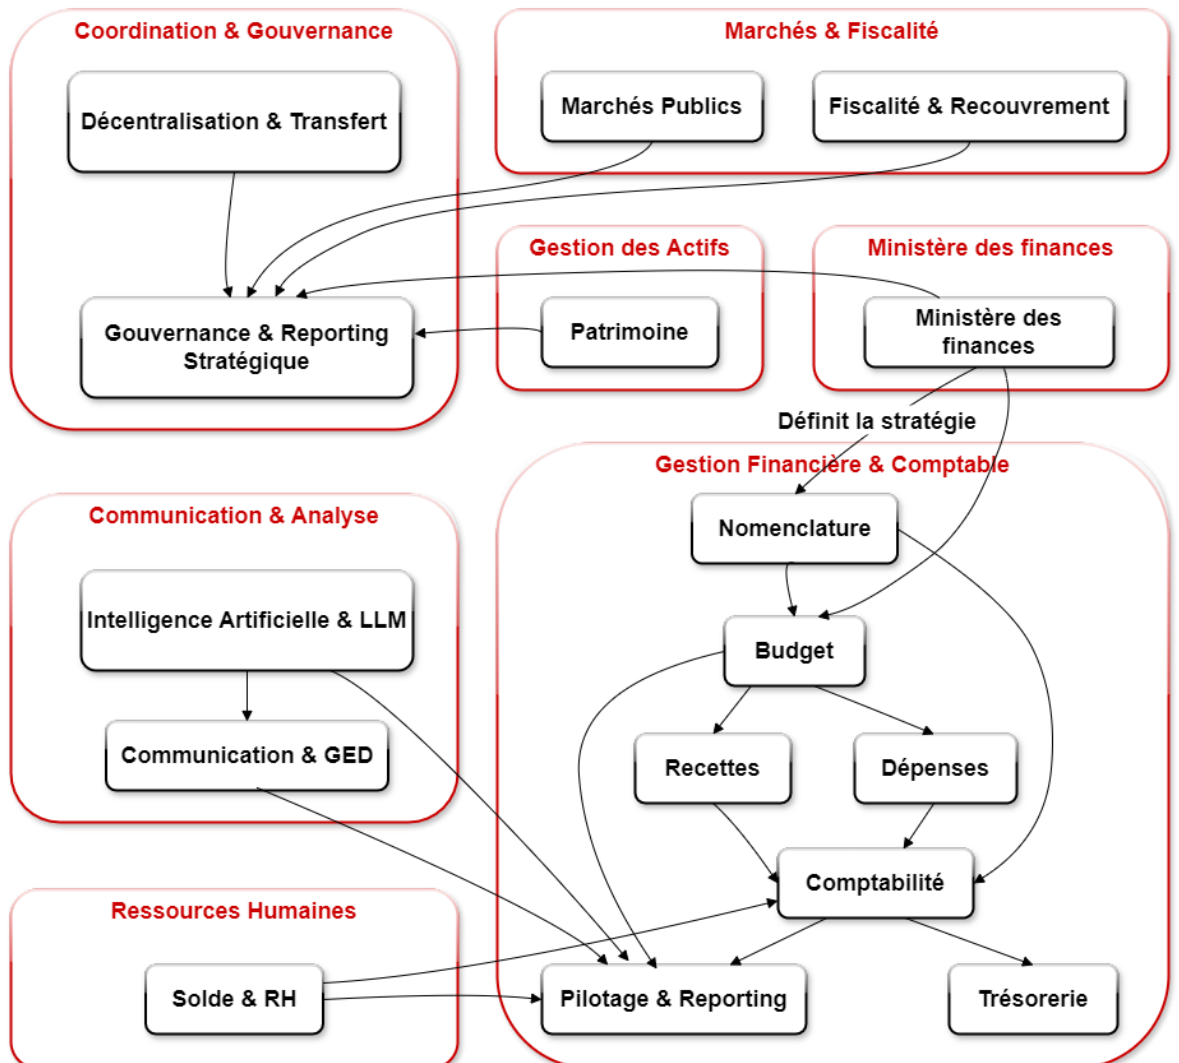 Coordination & Gouvernance
Décentralisation & Transfert
Gouvernance & Reporting
Stratégique
Marchés & Fiscalité
Marchés Publics
Fiscalité & Recouvrement
Gestion des Actifs
Patrimoine
Ministère des finances
Ministère des
finances
Définit la stratégie
Gestion Financière & Comptable
Nomenclature
Budget
Recettes
Dépenses
Comptabilité
Pilotage & Reporting
Trésorerie
Communication & Analyse
Intelligence Artificielle & LLM
Communication & GED
Ressources Humaines
Solde & RH